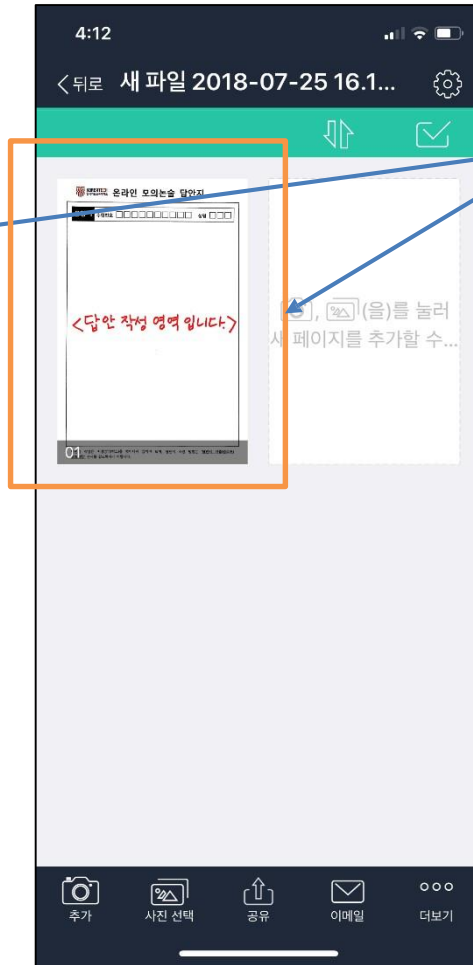 4:12
뒤로 새 파일 2018-07-25 16.1...
온라인 모의논술 답안지
<답안 작성 영역 입니다.>
01
(을)를 눌러
새 페이지를 추가할 수...
추가
사진 선택
공유
이메일
더보기